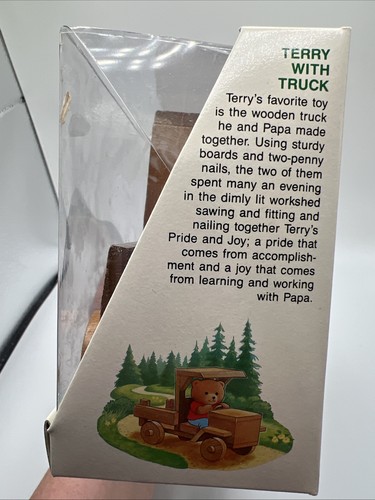 TERRY
WITH
TRUCK
Terry's favorite toy
is the wooden truck
he and Papa made
together. Using sturdy
boards and two-penny
nails, the two of them
spent many an evening
in the dimly lit workshed
sawing and fitting and
nailing together Terry's
Pride and Joy; a pride that
comes from accomplish-
ment and a joy that comes
from learning and working
with Papa.